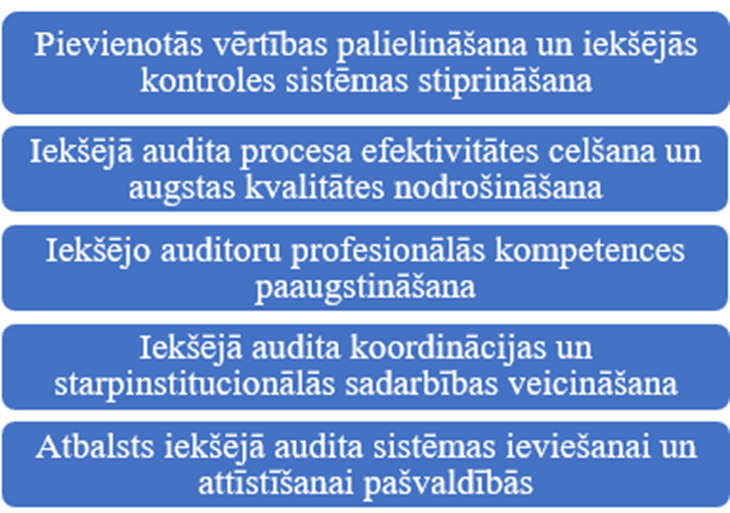 Pievienotās vērtības palielināšana un iekšējās
kontroles sistēmas stiprināšana
Iekšējā audita procesa efektivitātes celšana un
augstas kvalitātes nodrošināšana
Iekšējo auditoru profesionālās kompetences
paaugstināšana
Iekšējā audita koordinācijas un
starpinstitucionālās sadarbības veicināšana
Atbalsts iekšējā audita sistēmas ieviešanai un
attīstīšanai pašvaldībās